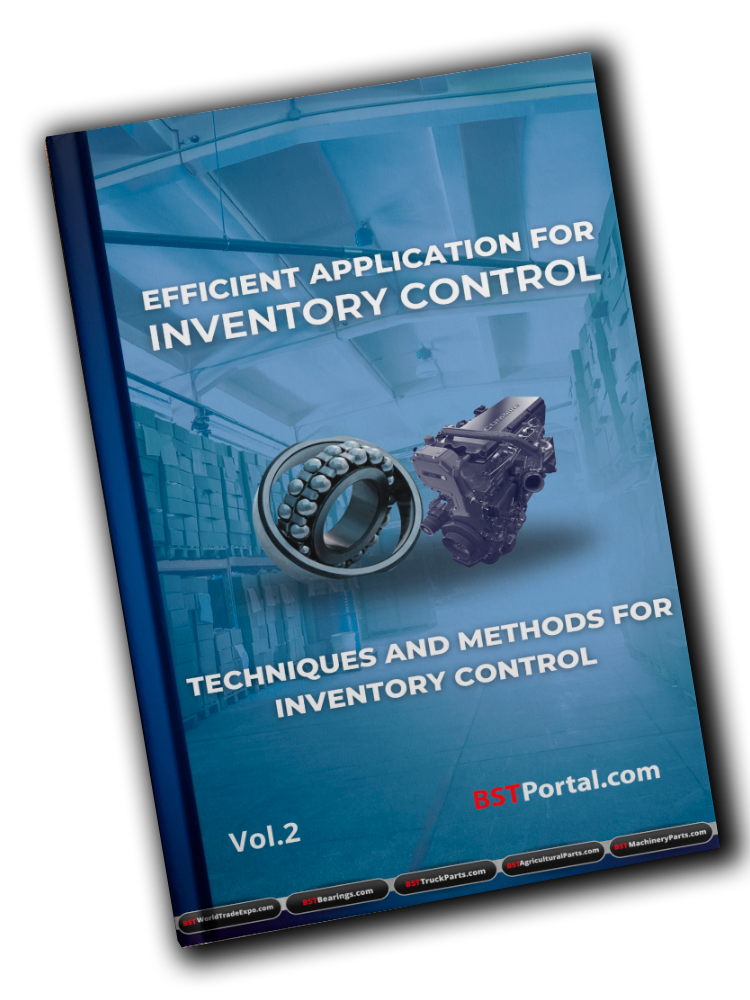 EFFICIENT APPLICATION FOR
INVENTORY CONTROL
TECHNIQUES AND METHODS FOR
INVENTORY CONTROL
BSTPortal.com
Vol.2
BSTWorldTradeExpo.com
BSTBearings.com
BSTTruckParts.com
BSTAgriculturalParts.com
BSTMachineryParts.com